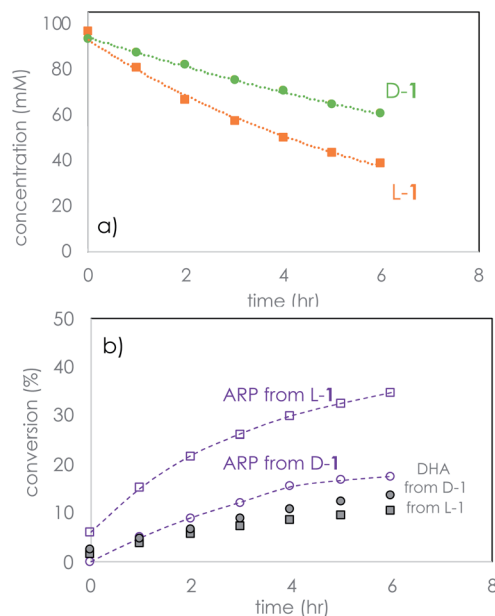 100
80
60
40
20
0
concentration (mM)
D-1
L-1
a)
0 2 4 6 8
time (hr)
50
40
30
20
10
0
conversion (%)
b)
ARP from L-1
ARP from D-1
DHA
from D-1
from L-1
0 2 4 6 8
time (hr)